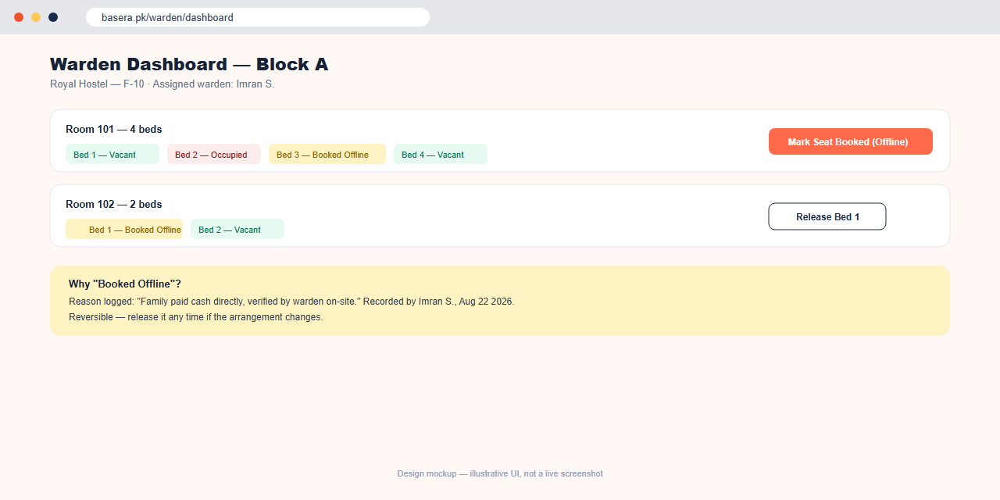 basera.pk/warden/dashboard
Warden Dashboard — Block A
Royal Hostel — F-10 · Assigned warden: Imran S.
Room 101 — 4 beds
Bed 1 — Vacant
Bed 2 — Occupied
Bed 3 — Booked Offline
Bed 4 — Vacant
Mark Seat Booked (Offline)
Room 102 — 2 beds
Bed 1 — Booked Offline
Bed 2 — Vacant
Release Bed 1
Why "Booked Offline"?
Reason logged: "Family paid cash directly, verified by warden on-site." Recorded by Imran S., Aug 22 2026.
Reversible — release it any time if the arrangement changes.
Design mockup — illustrative UI, not a live screenshot